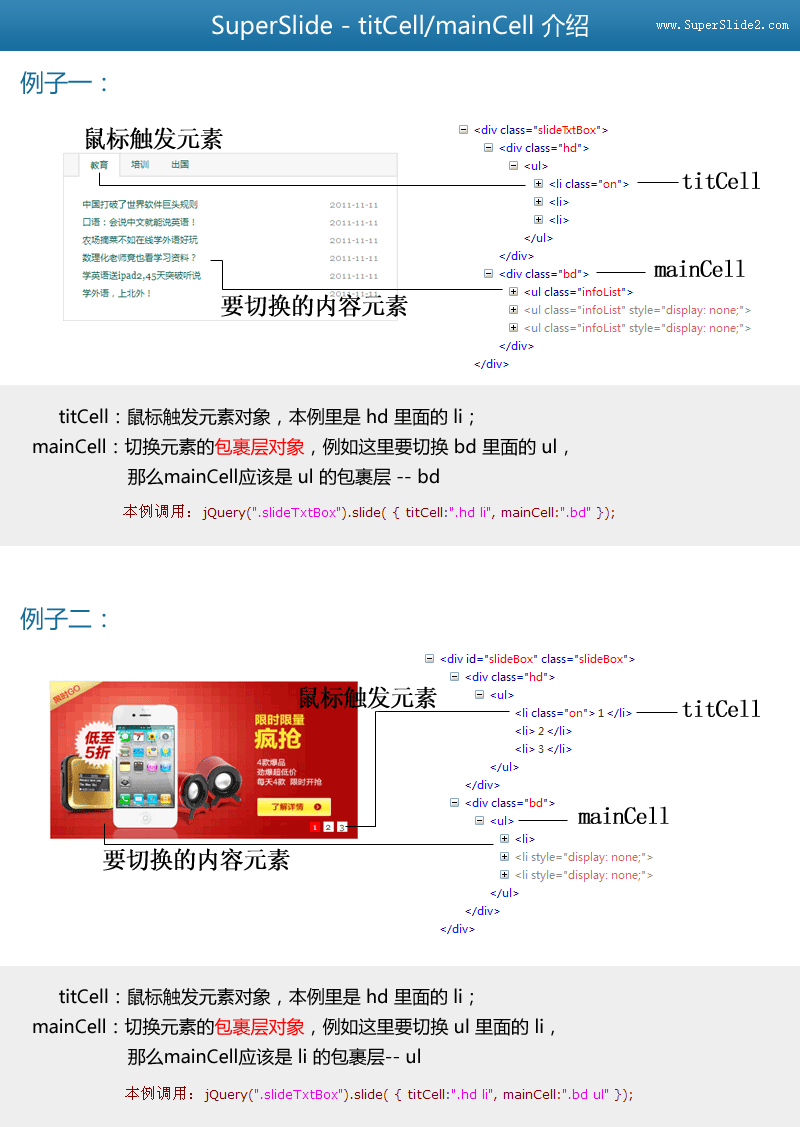 SuperSlide - titCell/mainCell 介绍
www.SuperSlide2.com
例子一：
鼠标触发元素
教育 培训 出国
中国打破了世界软件巨头规则 2011-11-11
口语：会说中文就能说英语！ 2011-11-11
农场摘菜不如在线学外语好玩 2011-11-11
数理化老师竟也看学习资料？ 2011-11-11
学英语送ipad2,45天突破听说 2011-11-11
学外语，上北外！ 2011-11-11
要切换的内容元素
<div class="slideTxtBox">
<div class="hd">
<ul>
<li class="on"> titCell
<li>
<li>
</ul>
</div>
<div class="bd"> mainCell
<ul class="infoList">
<ul class="infoList" style="display: none;">
<ul class="infoList" style="display: none;">
</div>
</div>
titCell：鼠标触发元素对象，本例里是 hd 里面的 li；
mainCell：切换元素的包裹层对象，例如这里要切换 bd 里面的 ul，
那么mainCell应该是 ul 的包裹层 -- bd
本例调用：jQuery(".slideTxtBox").slide( { titCell:".hd li", mainCell:".bd" });
例子二：
鼠标触发元素
限时GO
低至
5折
限时限量
疯抢
4款爆品
劲爆超低价
每天4款 限时开抢
了解详情
1 2 3
要切换的内容元素
<div id="slideBox" class="slideBox">
<div class="hd">
<ul>
<li class="on"> 1 </li> titCell
<li> 2 </li>
<li> 3 </li>
</ul>
</div>
<div class="bd">
<ul> mainCell
<li>
<li style="display: none;">
<li style="display: none;">
</ul>
</div>
</div>
titCell：鼠标触发元素对象，本例里是 hd 里面的 li；
mainCell：切换元素的包裹层对象，例如这里要切换 ul 里面的 li，
那么mainCell应该是 li 的包裹层-- ul
本例调用：jQuery(".slideTxtBox").slide( { titCell:".hd li", mainCell:".bd ul" });